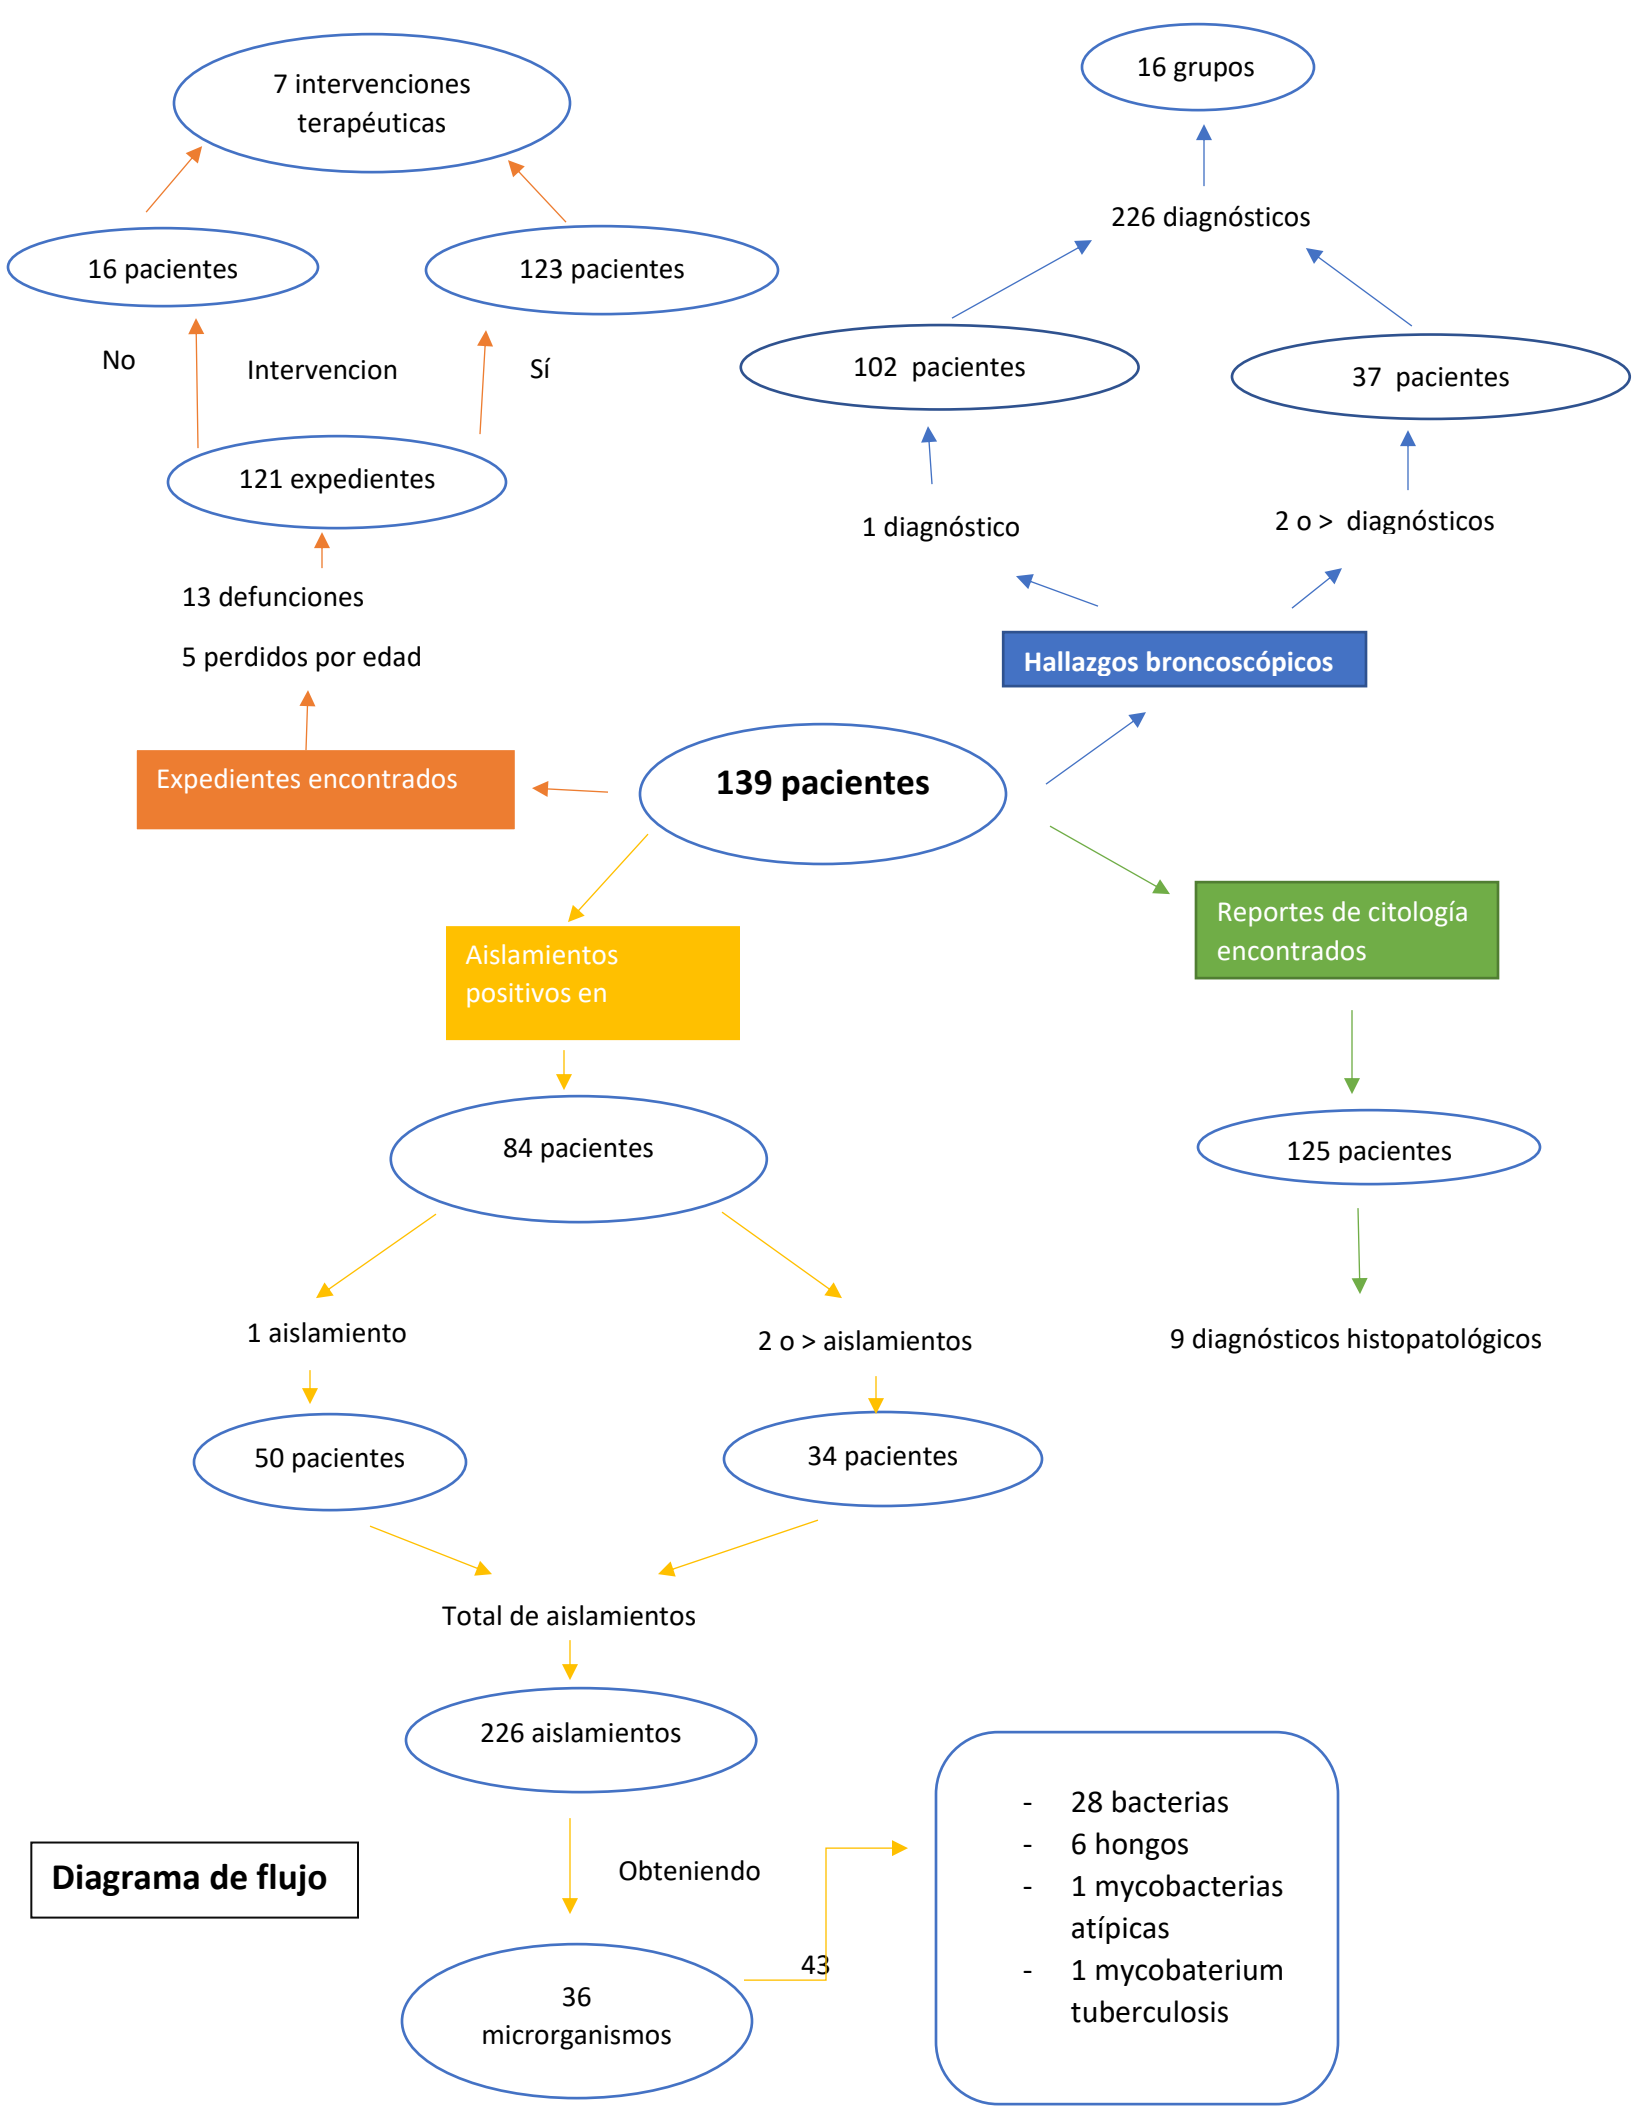 7 intervenciones
terapéuticas
16 grupos
226 diagnósticos
16 pacientes
123 pacientes
No
Intervencion
Sí
102 pacientes
37 pacientes
121 expedientes
1 diagnóstico
2 o > diagnósticos
13 defunciones
5 perdidos por edad
Hallazgos broncoscópicos
Expedientes encontrados
139 pacientes
Reportes de citología
encontrados
Aislamientos
positivos en
84 pacientes
125 pacientes
1 aislamiento
2 o > aislamientos
9 diagnósticos histopatológicos
50 pacientes
34 pacientes
Total de aislamientos
226 aislamientos
Diagrama de flujo
Obteniendo
43
36
microrganismos
- 28 bacterias
- 6 hongos
- 1 mycobacterias
atípicas
- 1 mycobaterium
tuberculosis